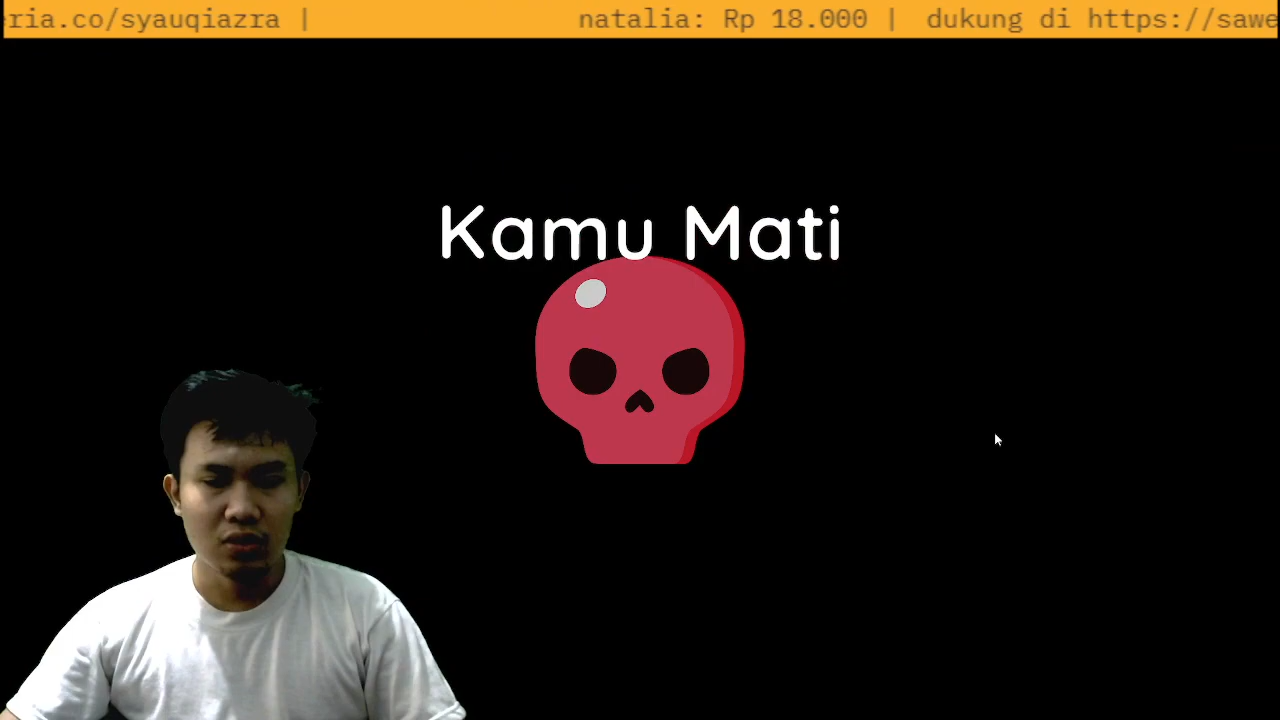 ria.co/syauqiazra | natalia: Rp 18.000 | dukung di https://sawe
Kamu Mati